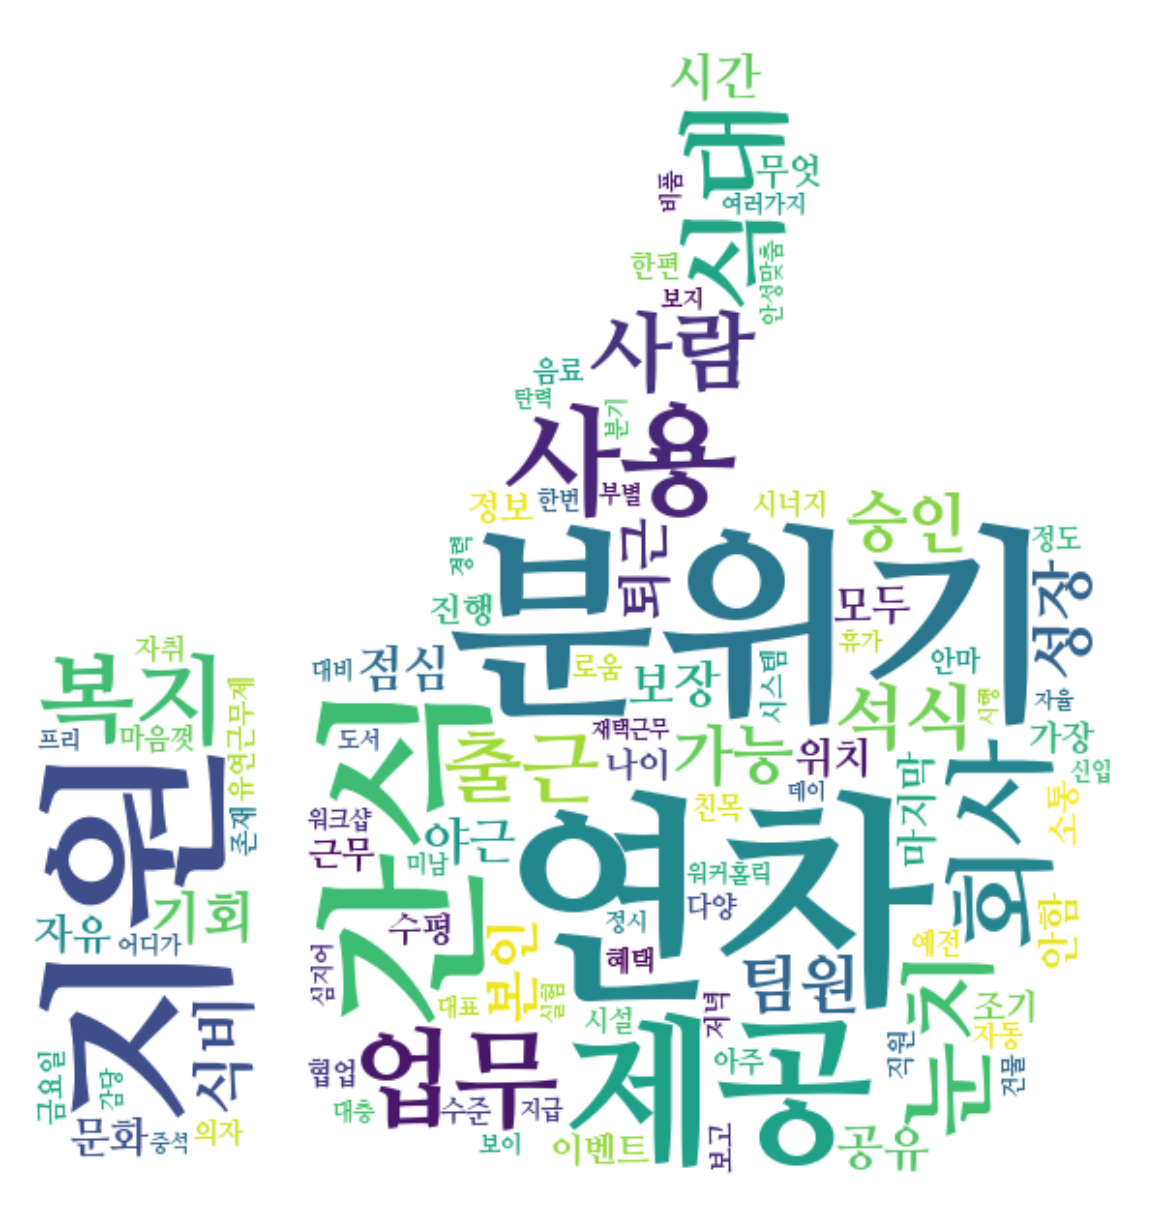 시간
식대
무엇
비품
여러가지
한편
안성맞춤
보지
사람
음료
탄력
분기
사용
정보
한번
부별
시너지
승인
분위기
퇴근
정도
경력
진행
모두
성장
휴가
자취
복지
유연근무제
프리
마음껏
대비
점심
로움
보장
시스템
안마
석식
시행
자율
가장
신입
간식
도서
출근
재택근무
나이
가능
위치
마지막
회사
소통
지원
존재
워크샵
근무
야근
미남
연차
데이
친목
워커홀릭
다양
자유
어디가
기회
심지어
수평
본인
정시
혜택
팀원
예전
안함
식비
대표
실험
시설
저녁
눈치
조기
자동
금요일
감당
문화
중석
의자
협업
업무
대충
수준
지급
보이
이벤트
제공
아주
보고
공유
직원
건물